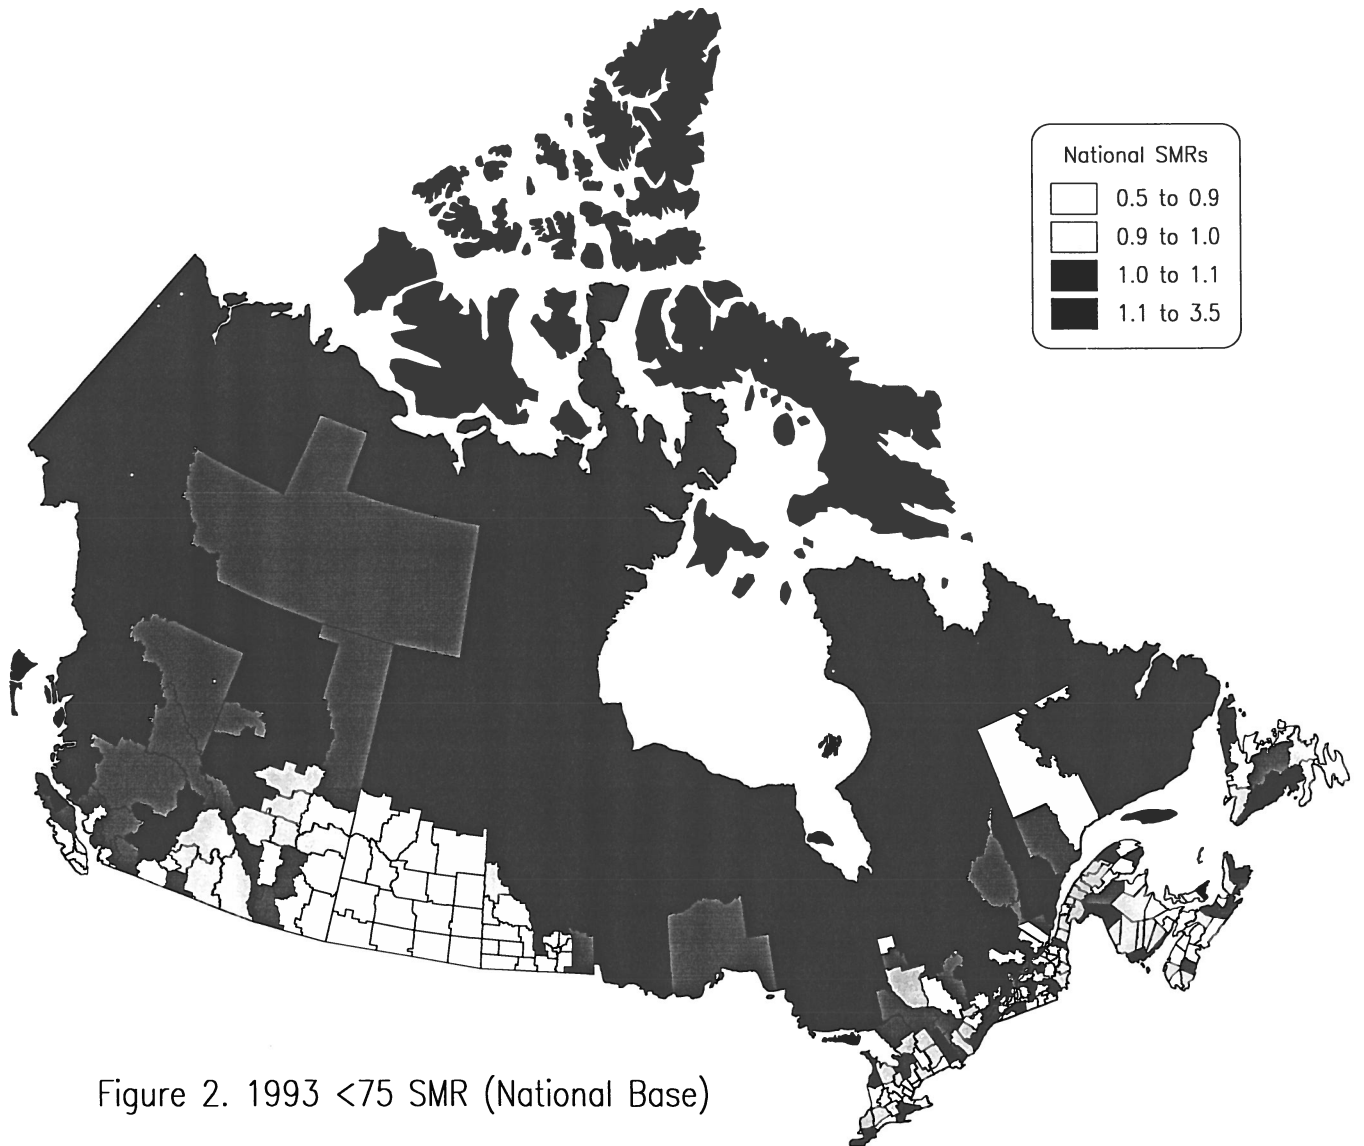 National SMRs
0.5 to 0.9
0.9 to 1.0
1.0 to 1.1
1.1 to 3.5
Figure 2. 1993 <75 SMR (National Base)